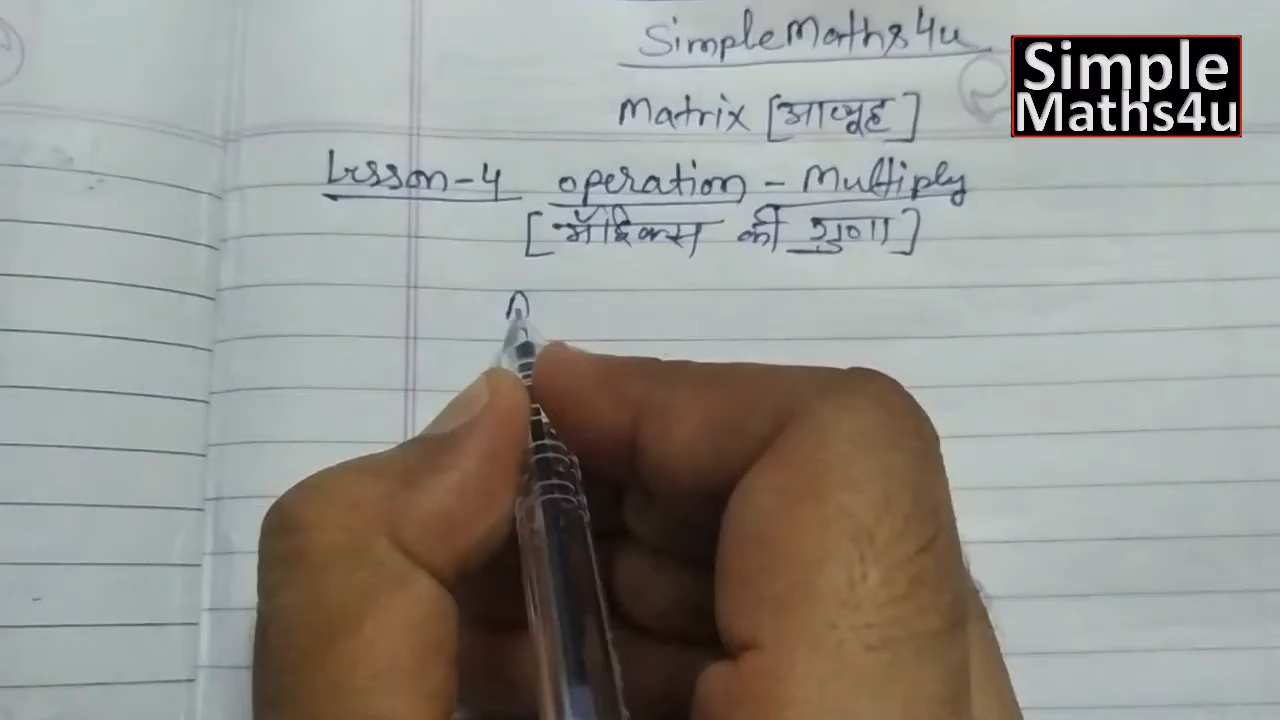 SimpleMaths4u
Simple
Maths4u
Matrix [आव्यूह]
Lesson-4 operation - Multiply
[मॅट्रिक्स की गुणा]